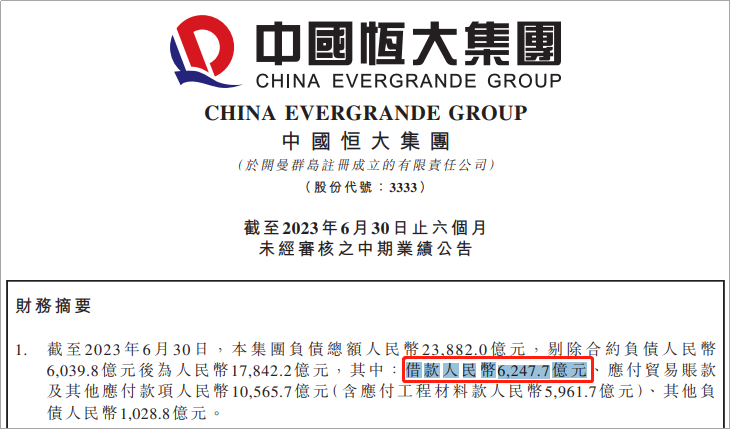 中國恒大集團
CHINA EVERGRANDE GROUP
CHINA EVERGRANDE GROUP
中國恒大集團
(於開曼群島註冊成立的有限責任公司)
(股份代號：3333)
截至2023年6月30日止六個月
未經審核之中期業績公告
財務摘要
1. 截至2023年6月30日，本集團負債總額人民幣23,882.0億元，剔除合約負債人民幣
6,039.8億元後為人民幣17,842.2億元，其中：借款人民幣6,247.7億元、應付貿易賬款
及其他應付款項人民幣10,565.7億元(含應付工程材料款人民幣5,961.7億元)、其他負
債人民幣1,028.8億元。